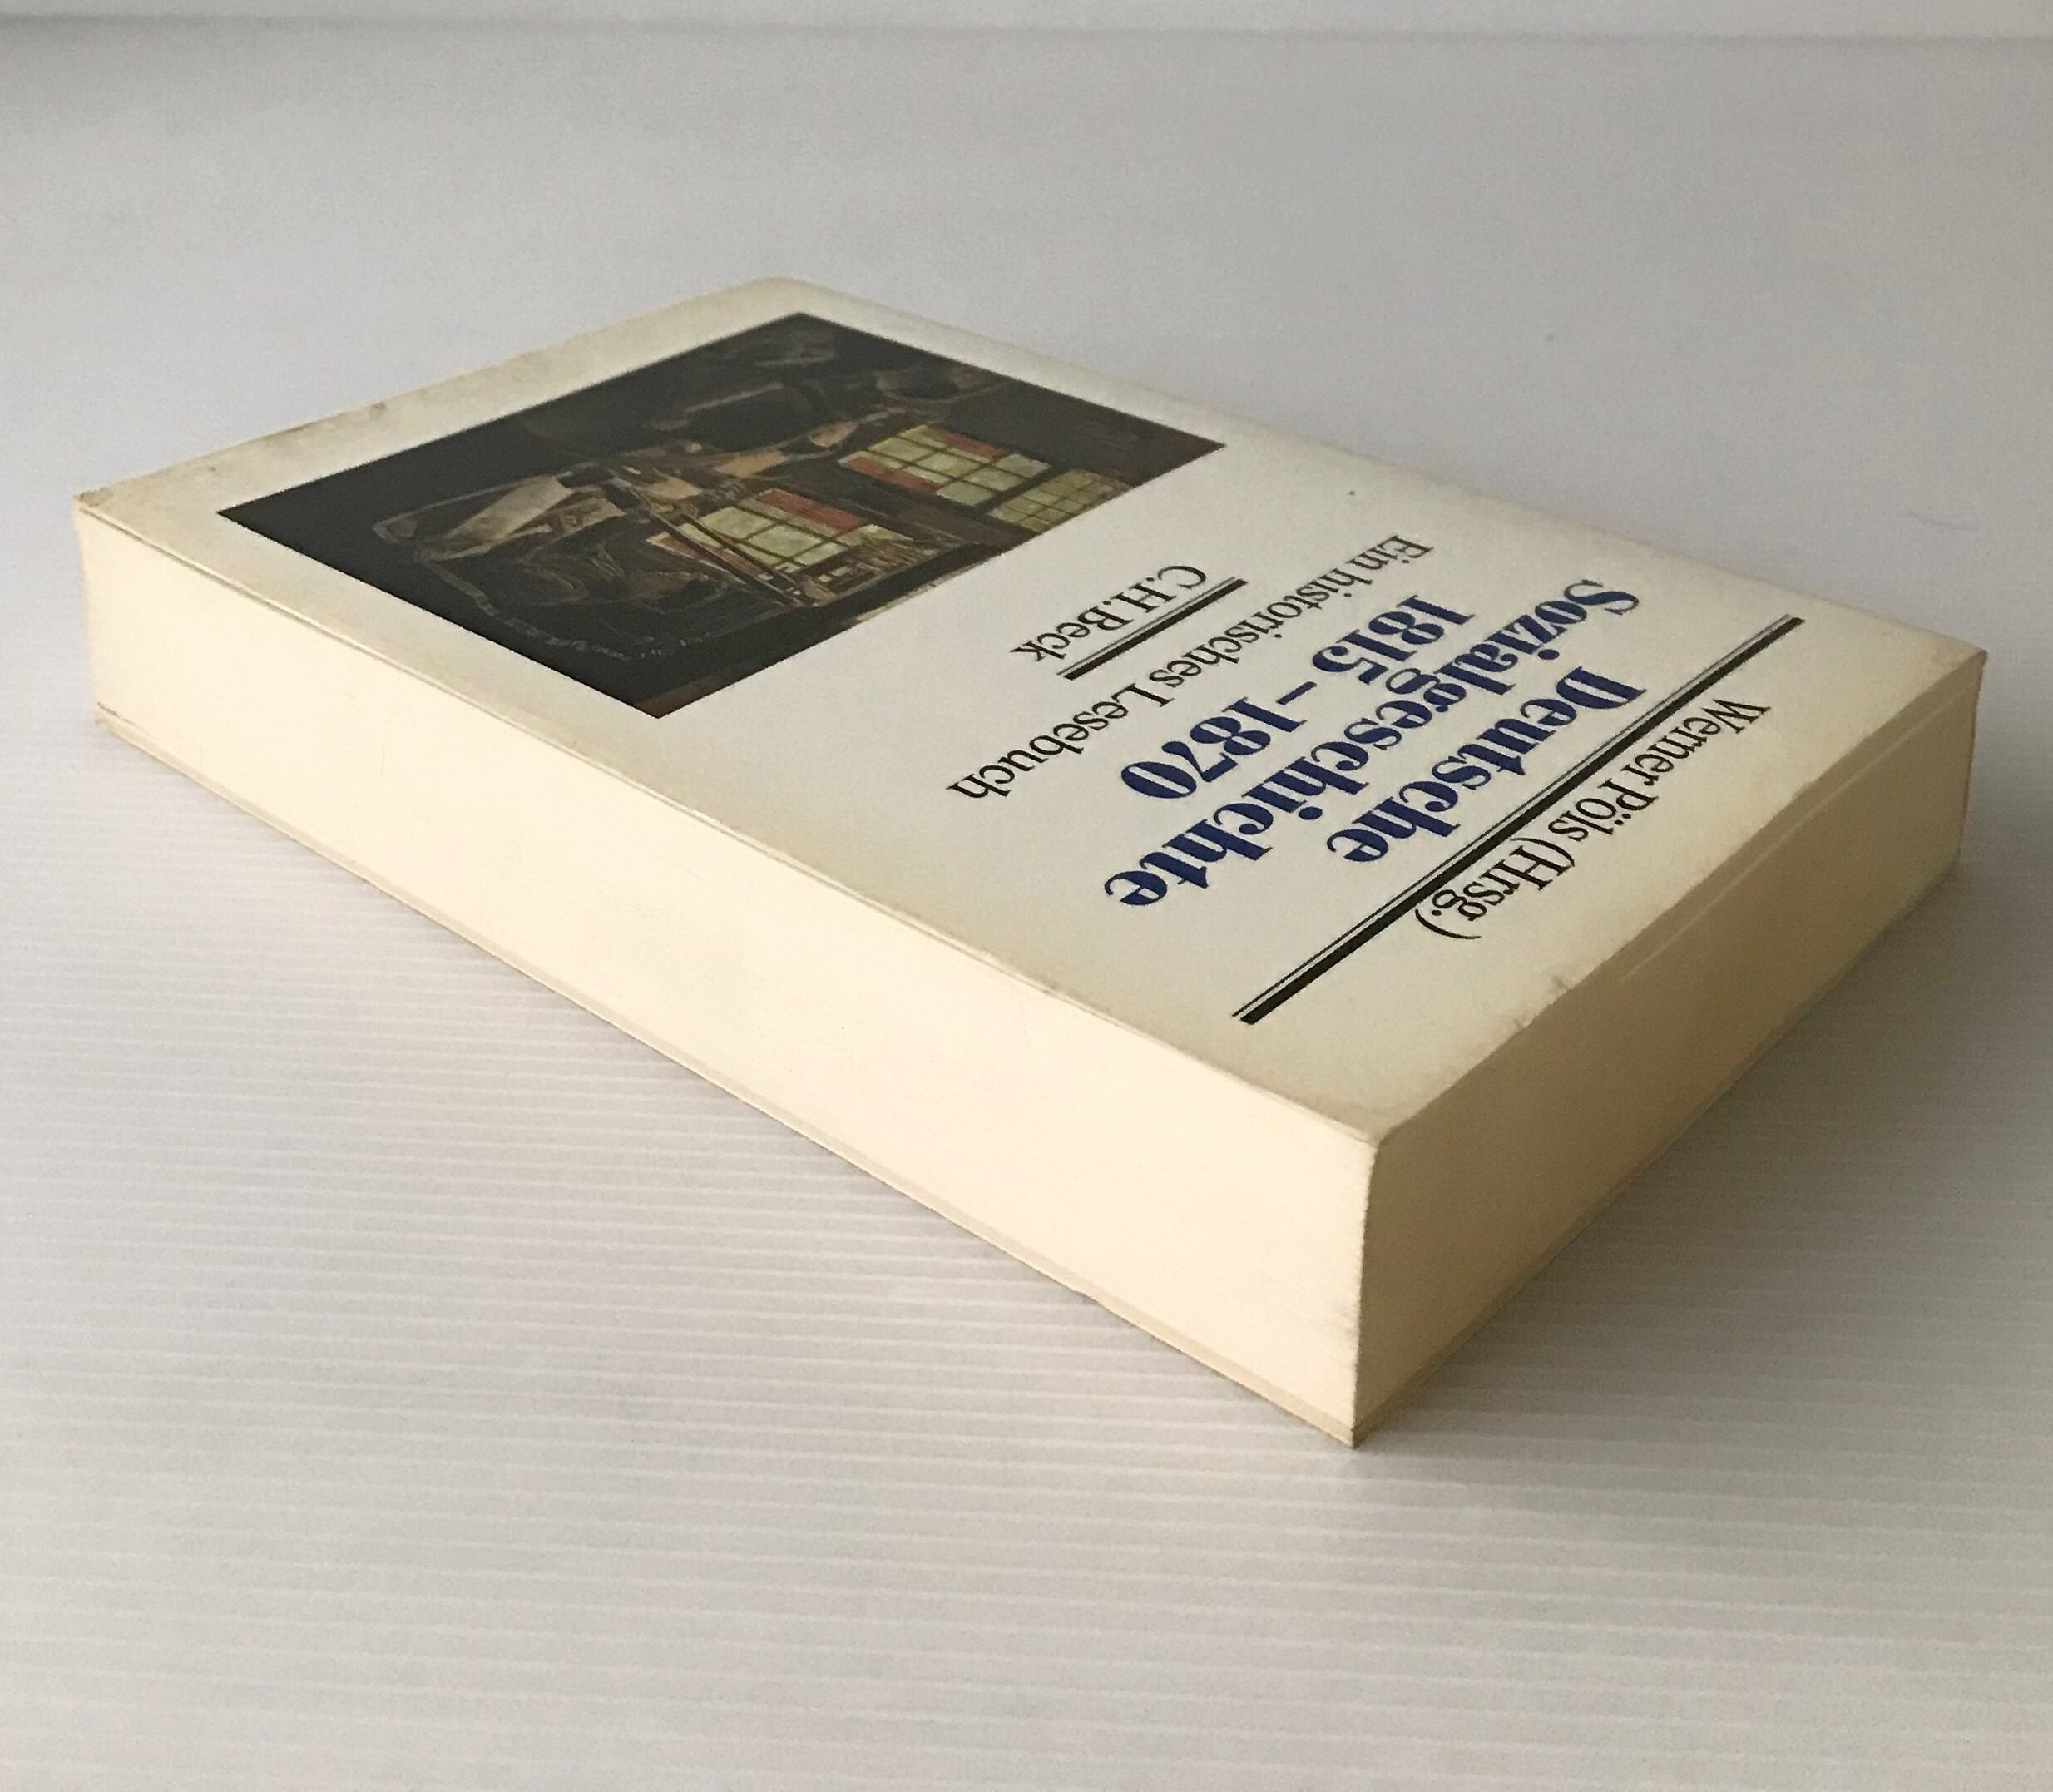 Werner Pöls (Hrsg.)
Deutsche
Sozialgeschichte
1815 – 1870
Ein historisches Lesebuch
C.H.Beck